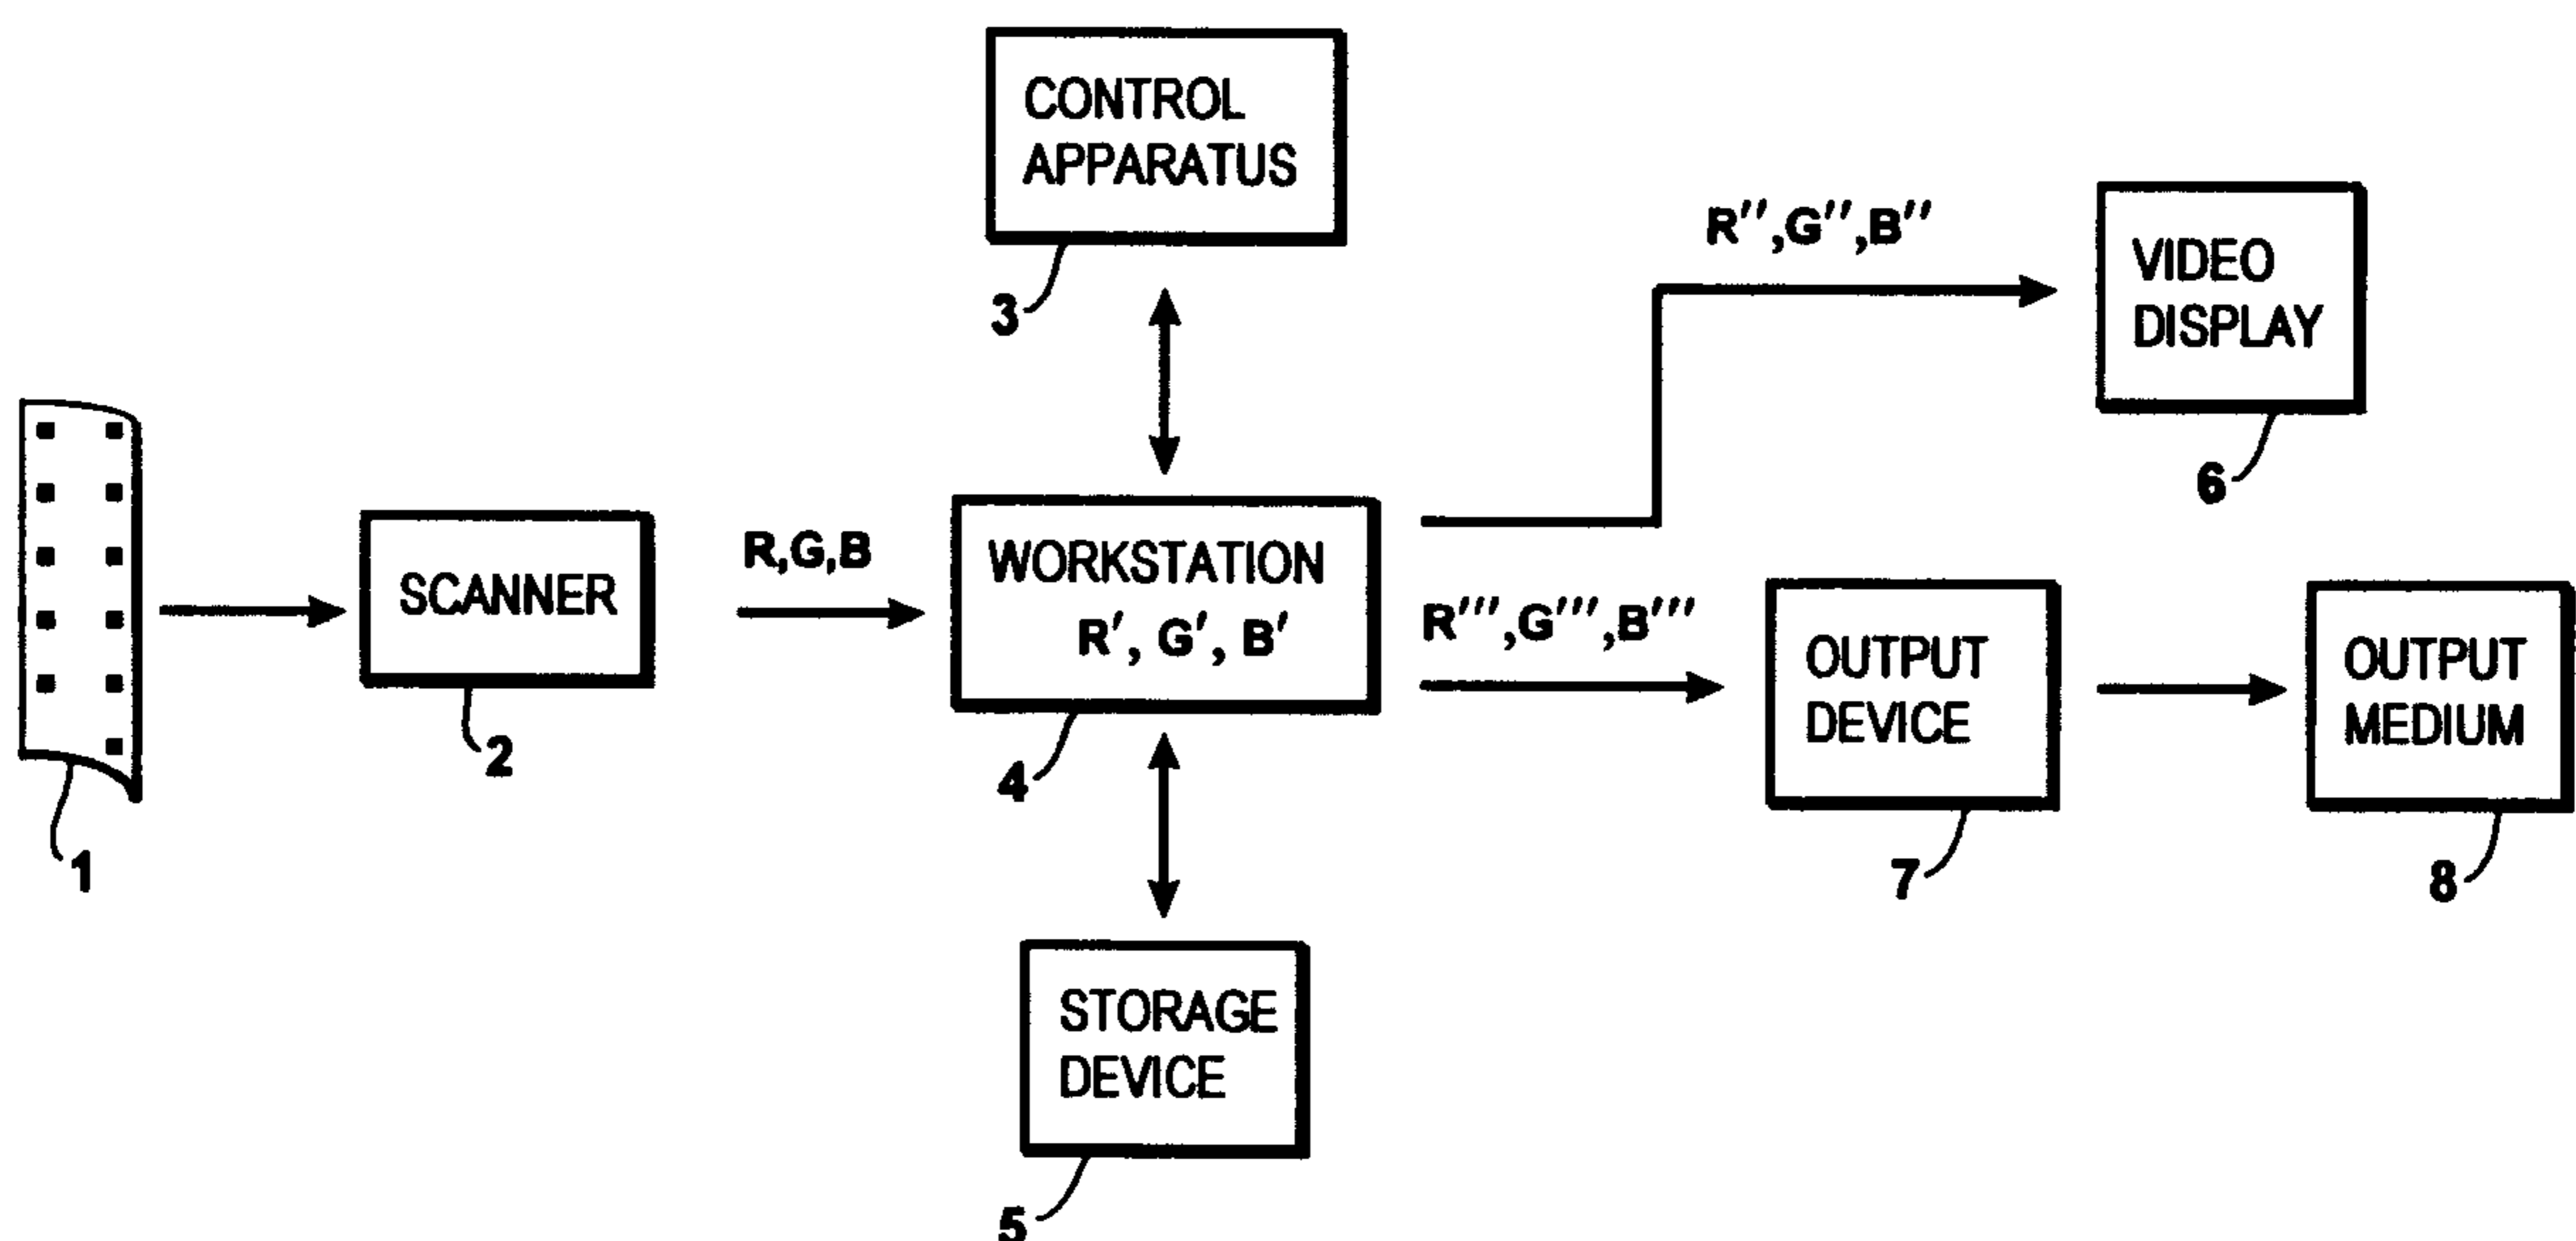 CONTROL
APPARATUS
3
R'',G'',B''
VIDEO
DISPLAY
6
1
SCANNER
2
R,G,B
WORKSTATION
R', G', B'
4
R''',G''',B'''
OUTPUT
DEVICE
7
OUTPUT
MEDIUM
8
STORAGE
DEVICE
5